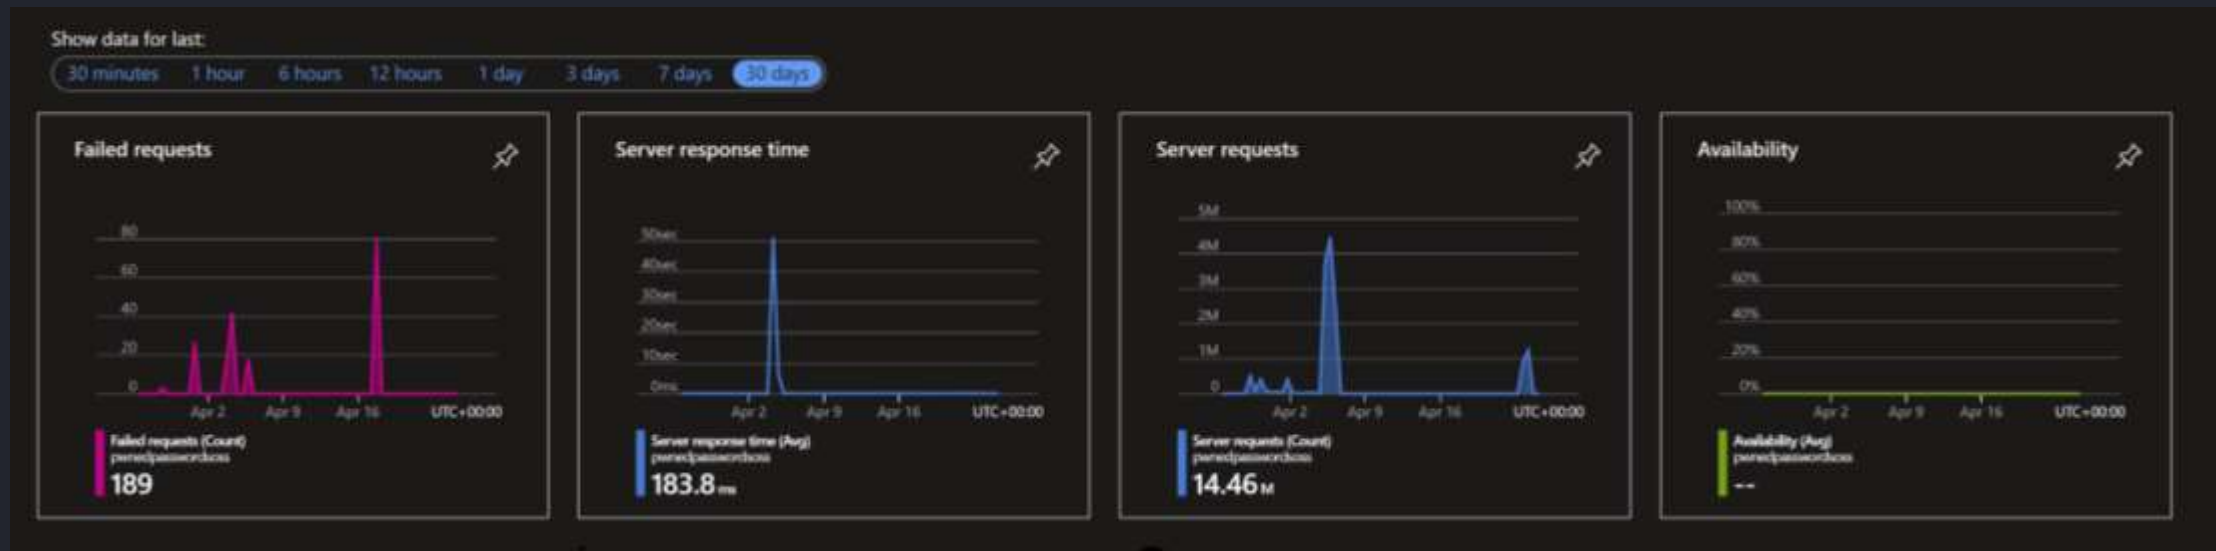 Show data for last:
30 minutes 1 hour 6 hours 12 hours 1 day 3 days 7 days 30 days
Failed requests
80
60
40
20
0
Apr 2 Apr 9 Apr 16 UTC+00:00
Failed requests (Count)
pwnedpasswordsoss
189
Server response time
50sec
40sec
30sec
20sec
10sec
0ms
Apr 2 Apr 9 Apr 16 UTC+00:00
Server response time (Avg)
pwnedpasswordsoss
183.8 ms
Server requests
5M
4M
3M
2M
1M
0
Apr 2 Apr 9 Apr 16 UTC+00:00
Server requests (Count)
pwnedpasswordsoss
14.46 M
Availability
100%
80%
60%
40%
20%
0%
Apr 2 Apr 9 Apr 16 UTC+00:00
Availability (Avg)
pwnedpasswordsoss
--